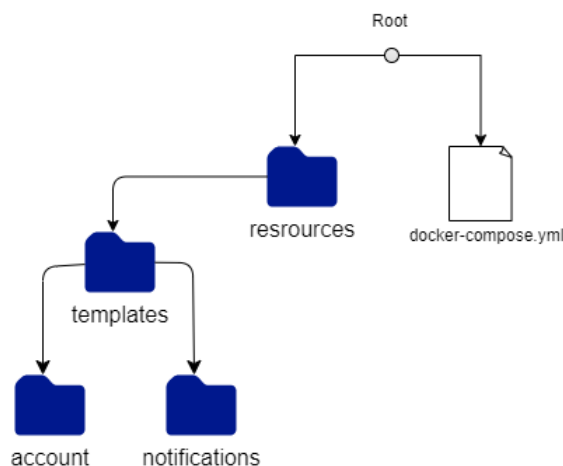 Root
resrources
docker-compose.yml
templates
account
notifications